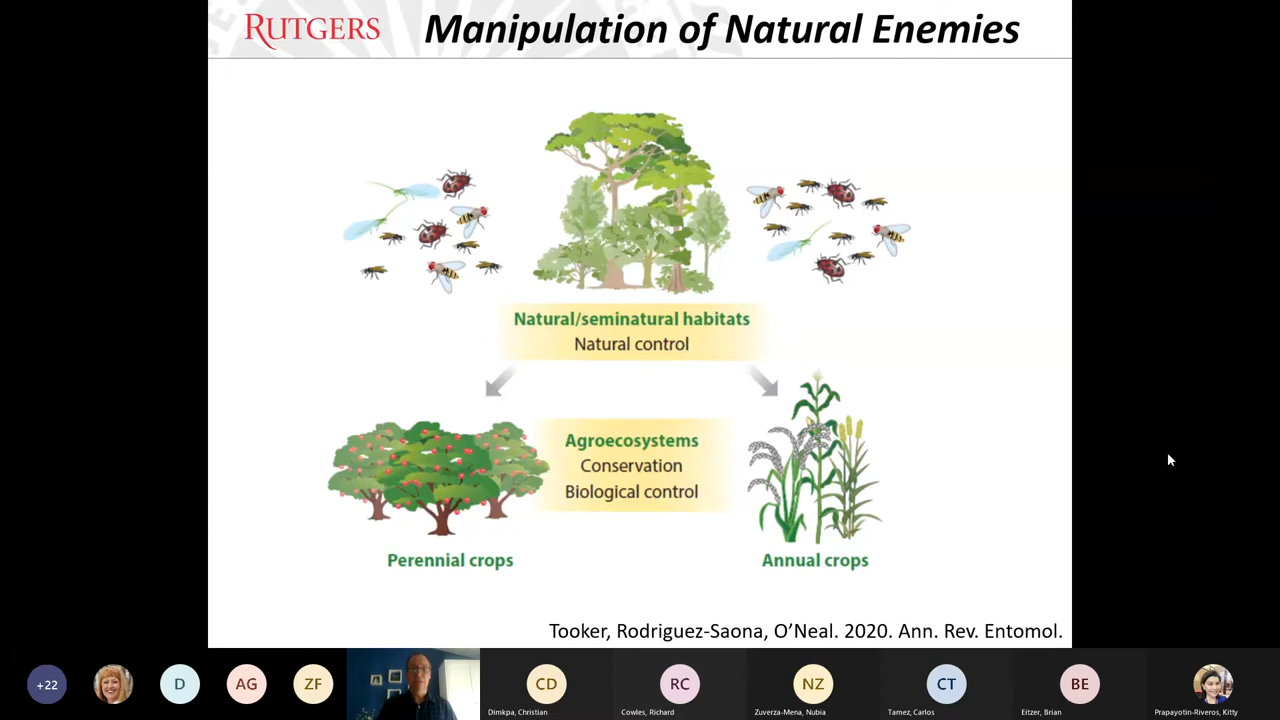 RUTGERS
Manipulation of Natural Enemies
Natural/seminatural habitats
Natural control
Agroecosystems
Conservation
Biological control
Perennial crops
Annual crops
Tooker, Rodriguez-Saona, O’Neal. 2020. Ann. Rev. Entomol.
+22
D
AG
ZF
CD
RC
NZ
CT
BE
Dimkpa, Christian
Cowles, Richard
Zuverza-Mena, Nubia
Tamez, Carlos
Eitzer, Brian
Prapayotin-Riveros, Kitty